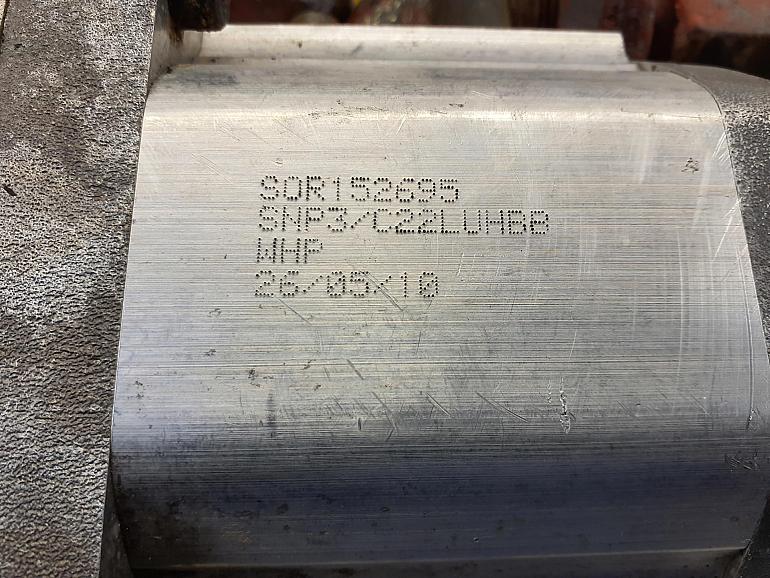 SOR152695
SNP3/C22LUHBB
WHP
26/05/10